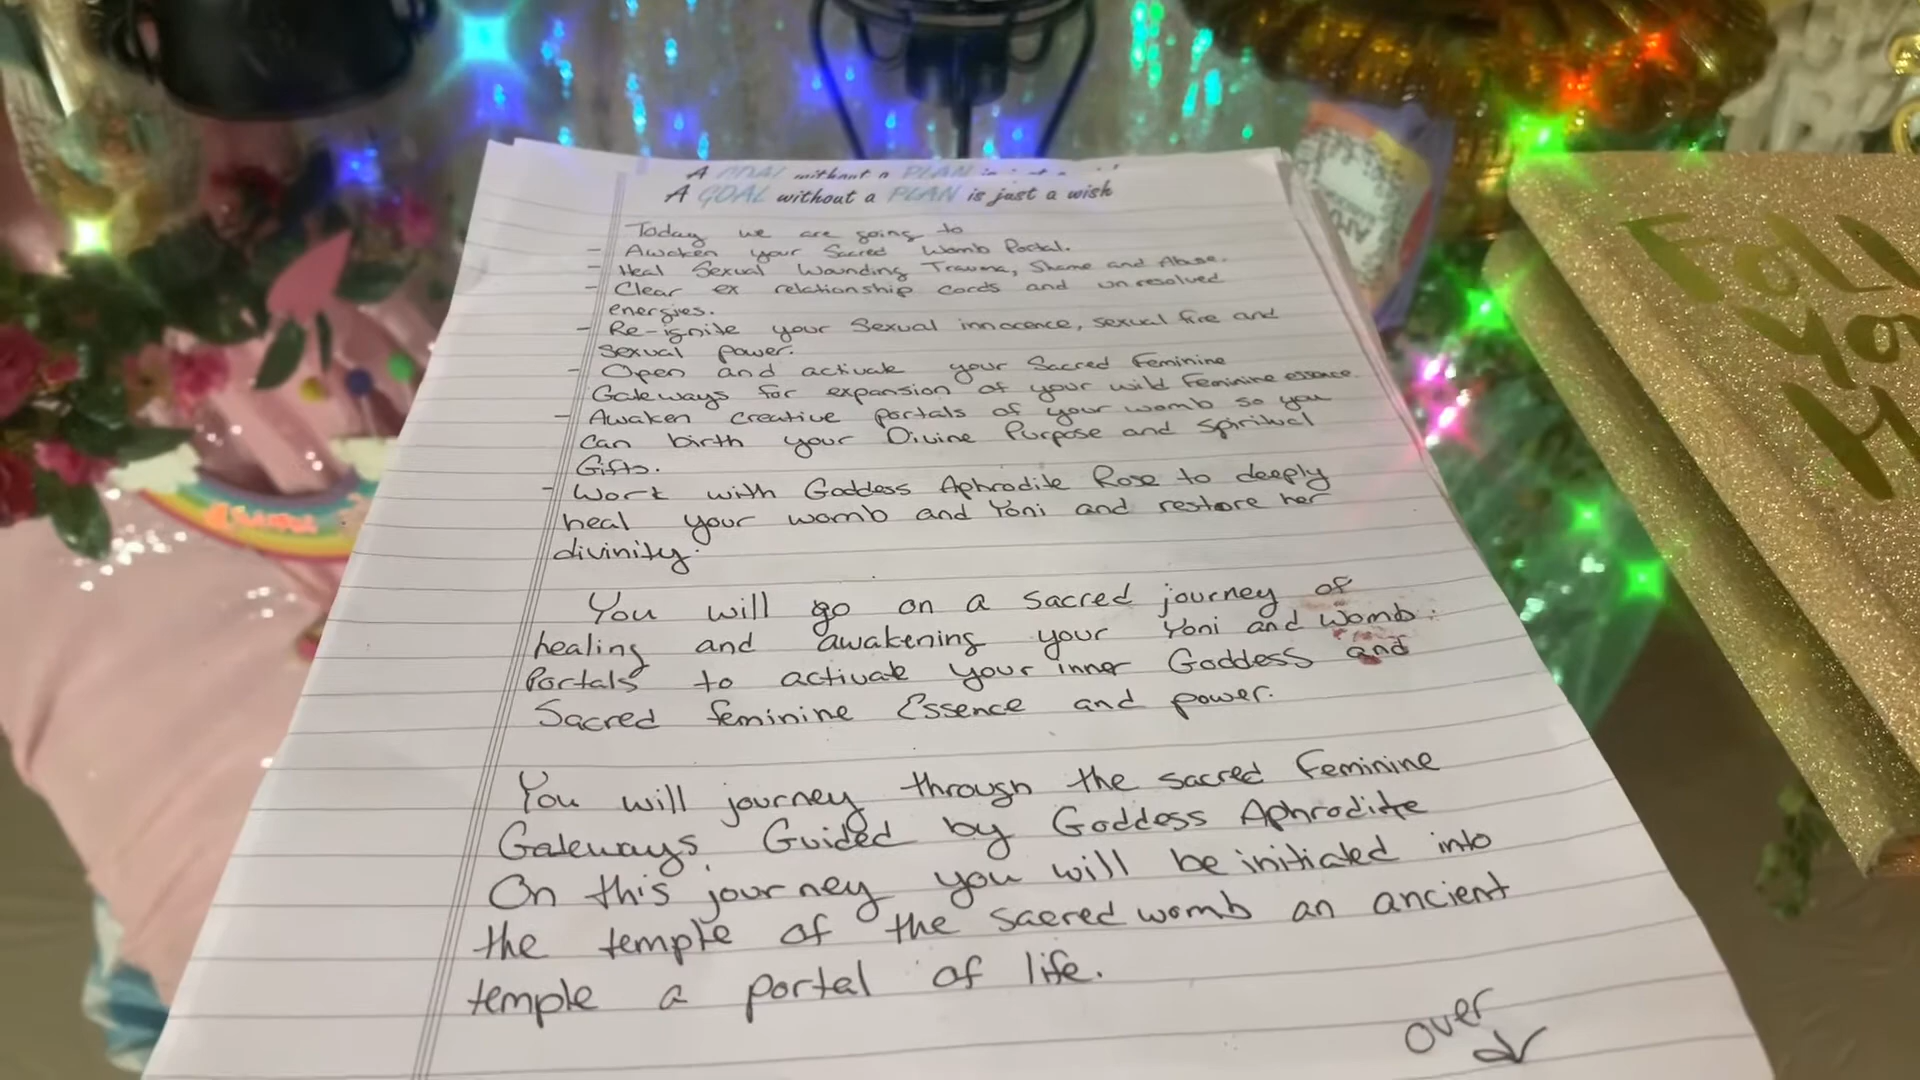 A GOAL without a PLAN
A GOAL without a PLAN is just a wish
Today we are going to
- Awaken your Sacred Womb Portal.
- Heal Sexual Wounding Trauma, Shame and Abuse.
- Clear ex relationship cords and unresolved
energies.
- Re-ignite your Sexual innocence, sexual fire and
sexual power.
- Open and activate your Sacred Feminine
Gateways for expansion of your wild feminine essence.
- Awaken creative portals of your womb so you
can birth your Divine Purpose and spiritual
Gifts.
- Work with Goddess Aphrodite Rose to deeply
heal your womb and Yoni and restore her
divinity.
You will go on a sacred journey of
healing and awakening your Yoni and Womb
Portals to activate your inner Goddess and
Sacred feminine Essence and power.
You will journey through the sacred Feminine
Gateways. Guided by Goddess Aphrodite
On this journey you will be initiated into
the temple of the sacred womb an ancient
temple a portal of life.
over
FOLL
YO
H